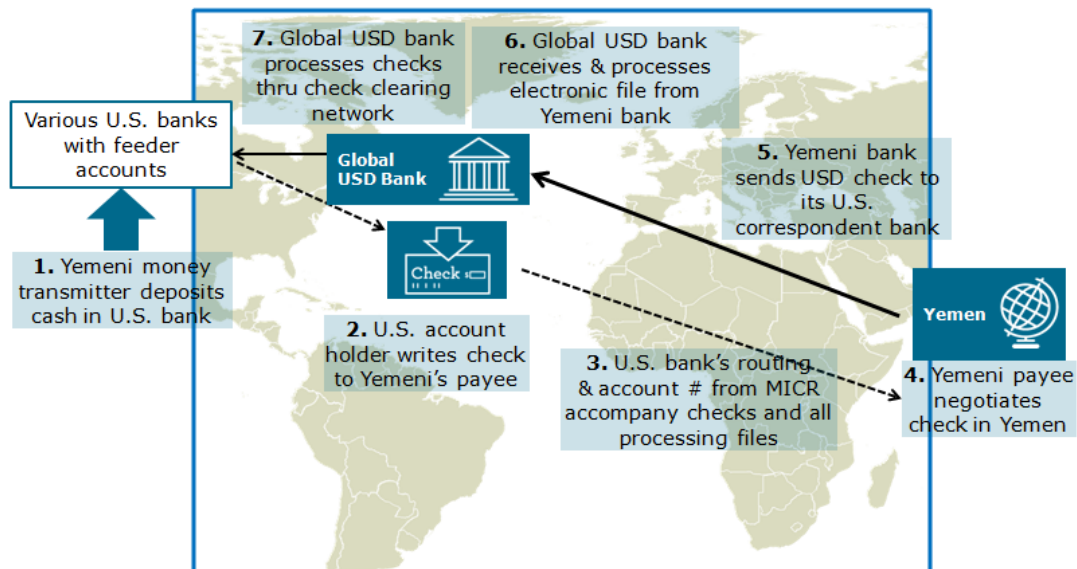 7. Global USD bank
processes checks
thru check clearing
network
6. Global USD bank
receives & processes
electronic file from
Yemeni bank
Various U.S. banks
with feeder
accounts
Global
USD Bank
5. Yemeni bank
sends USD check to
its U.S.
correspondent bank
1. Yemeni money
transmitter deposits
cash in U.S. bank
Check
Yemen
2. U.S. account
holder writes check
to Yemeni's payee
3. U.S. bank's routing
& account # from MICR
accompany checks and all
processing files
4. Yemeni payee
negotiates
check in Yemen